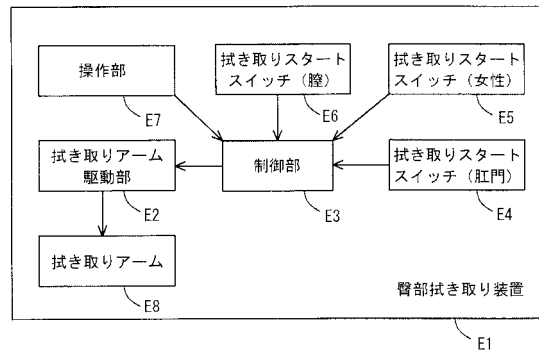 操作部
E7
拭き取りスタート
スイッチ（膣）
E6
拭き取りスタート
スイッチ（女性）
E5
拭き取りアーム
駆動部
E2
制御部
E3
拭き取りスタート
スイッチ（肛門）
E4
拭き取りアーム
E8
臀部拭き取り装置
E1